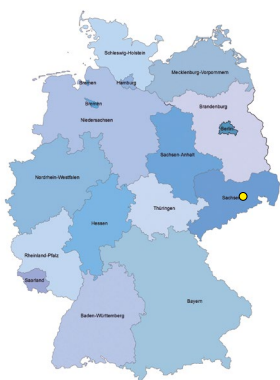 Schleswig-Holstein
Mecklenburg-Vorpommern
Bremen
Hamburg
Bremen
Brandenburg
Berlin
Niedersachsen
Sachsen-Anhalt
Nordrhein-Westfalen
Sachsen
Thüringen
Hessen
Rheinland-Pfalz
Saarland
Bayern
Baden-Württemberg